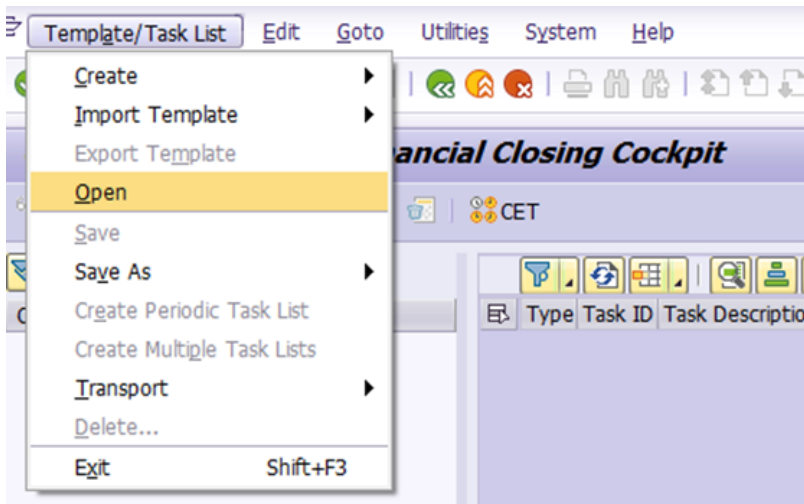 Template/Task List Edit Goto Utilities System Help
Create
Import Template
Export Template
ancial Closing Cockpit
Open
CET
Save
Save As
Create Periodic Task List
Type Task ID Task Descriptio
Create Multiple Task Lists
Transport
Delete...
Exit Shift+F3